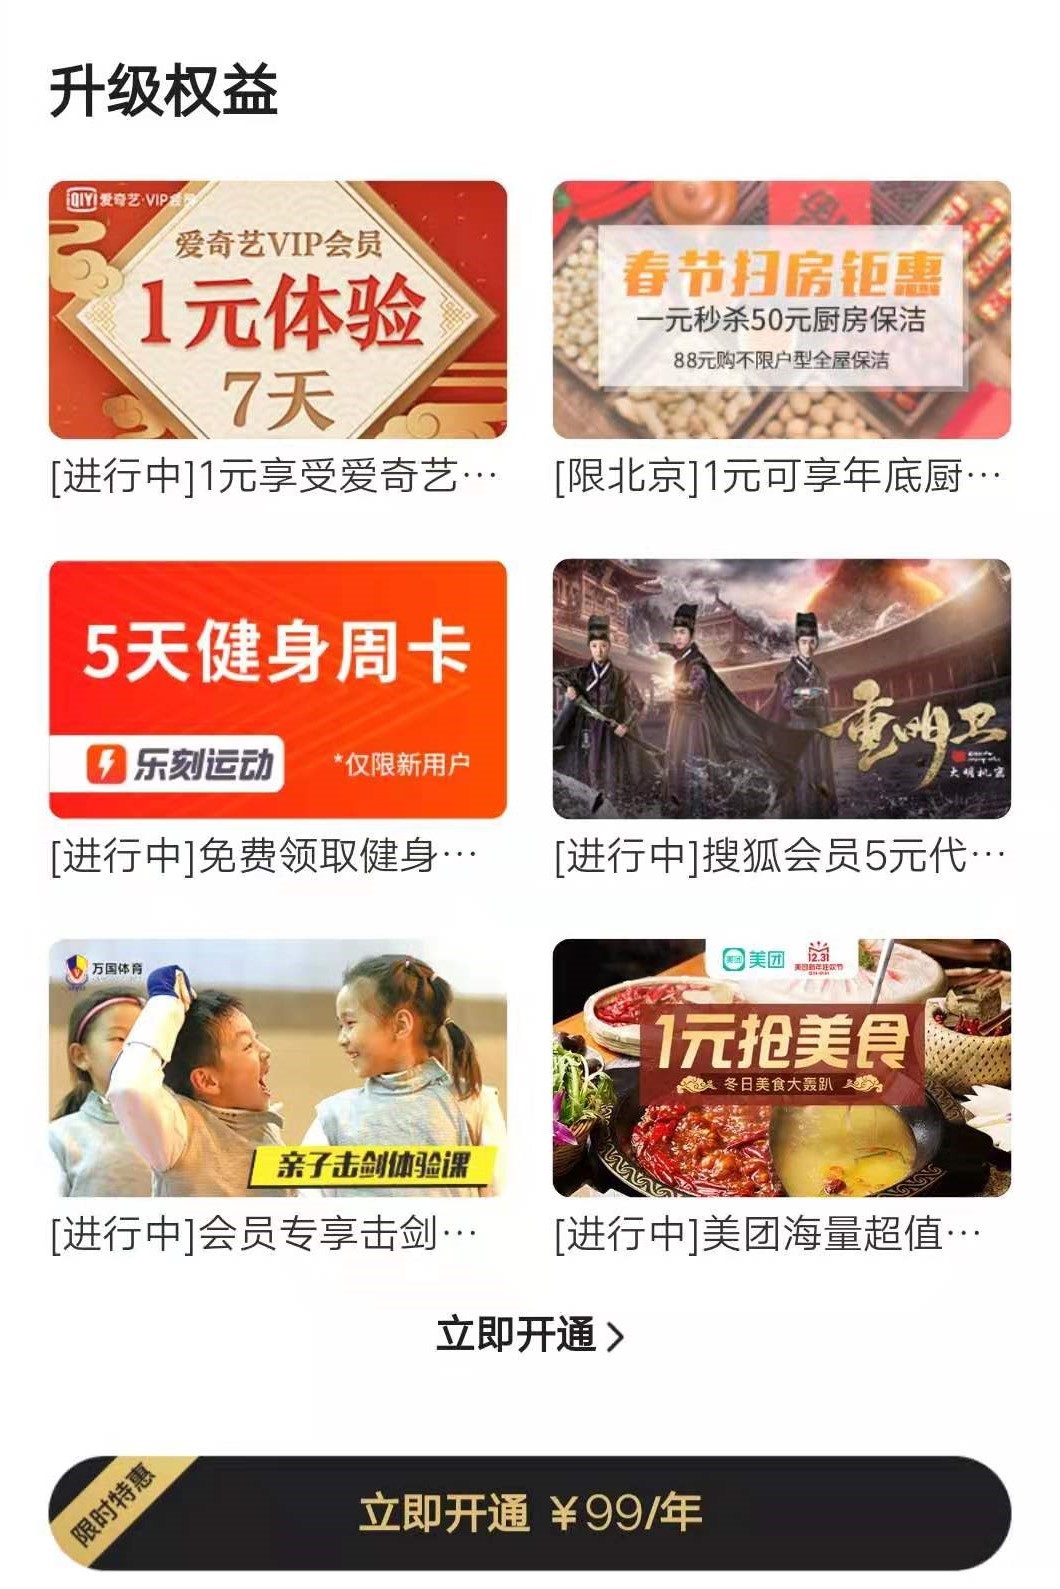 升级权益
QIYI 爱奇艺·VIP会员
爱奇艺VIP会员
1元体验
7天
[进行中]1元享受爱奇艺…
春节扫房钜惠
一元秒杀50元厨房保洁
88元购不限户型全屋保洁
[限北京]1元可享年底厨…
5天健身周卡
乐刻运动
*仅限新用户
[进行中]免费领取健身…
重明卫
大明机密
[进行中]搜狐会员5元代…
万国体育
亲子击剑体验课
[进行中]会员专享击剑…
美团 美团
12.31
1元抢美食
冬日美食大轰趴
[进行中]美团海量超值…
立即开通 >
限时特惠
立即开通 ¥99/年